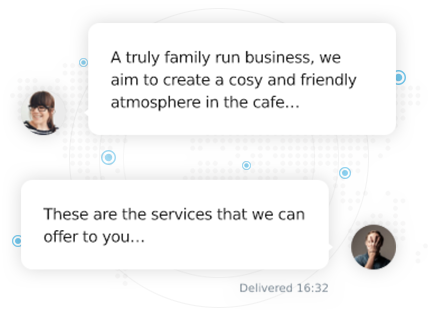 A truly family run business, we
aim to create a cosy and friendly
atmosphere in the cafe...
These are the services that we can
offer to you...
Delivered 16:32